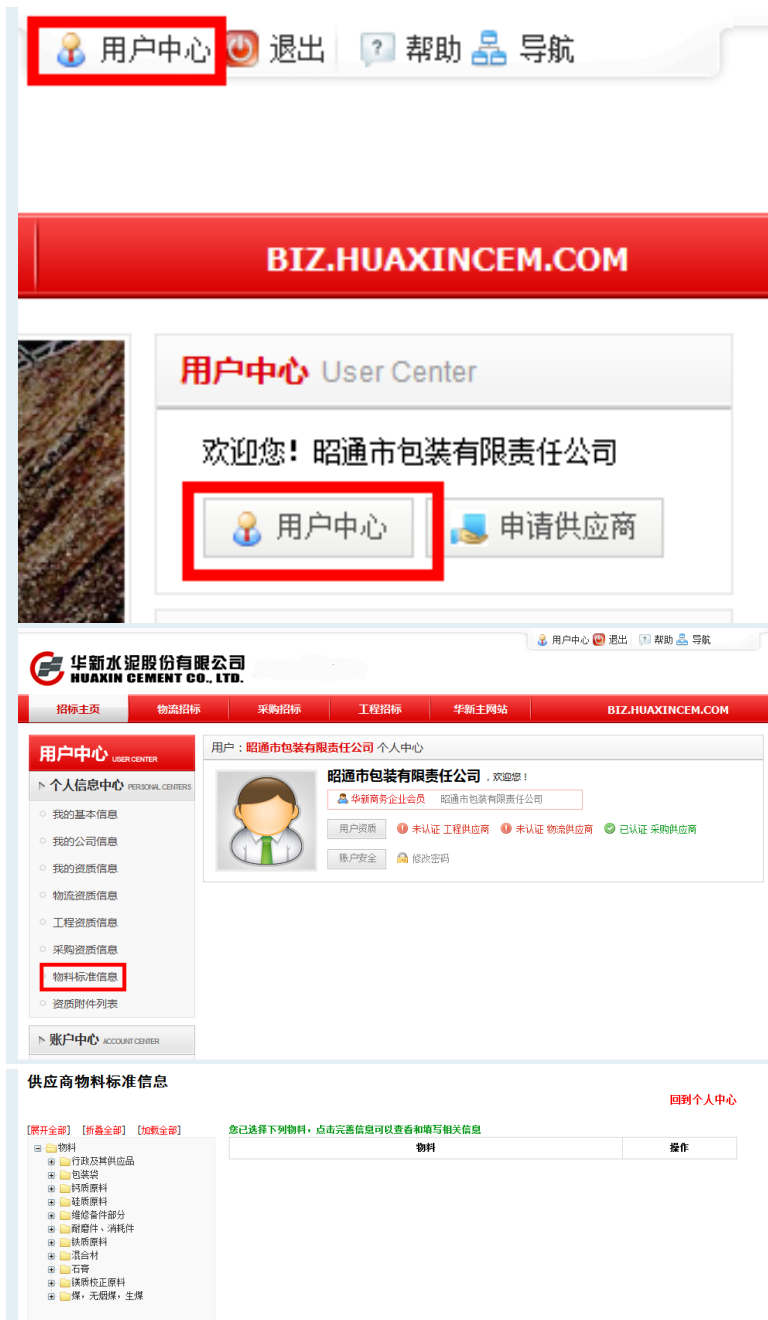 用户中心 退出 帮助 导航
BIZ.HUAXINCEM.COM
用户中心 User Center
欢迎您！昭通市包装有限责任公司
用户中心 申请供应商
用户中心 退出 帮助 导航
华新水泥股份有限公司
HUAXIN CEMENT CO., LTD.
招标主页 物流招标 采购招标 工程招标 华新主网站 BIZ.HUAXINCEM.COM
用户中心 USER CENTER
用户：昭通市包装有限责任公司 个人中心
个人信息中心 PERSONAL CENTERS
昭通市包装有限责任公司，欢迎您！
华新商务企业会员 昭通市包装有限责任公司
用户资质 未认证 工程供应商 未认证 物流供应商 已认证 采购供应商
账户安全 修改密码
我的基本信息
我的公司信息
我的资质信息
物流资质信息
工程资质信息
采购资质信息
物料标准信息
资质附件列表
账户中心 ACCOUNT CENTER
供应商物料标准信息
回到个人中心
[展开全部] [折叠全部] [加载全部]
您已选择下列物料，点击完善信息可以查看和填写相关信息
物料 操作
物料
行政及其供应品
包装袋
钙质原料
硅质原料
维修备件部分
耐磨件、消耗件
铁质原料
混合材
石膏
镁质校正原料
煤，无烟煤，生煤